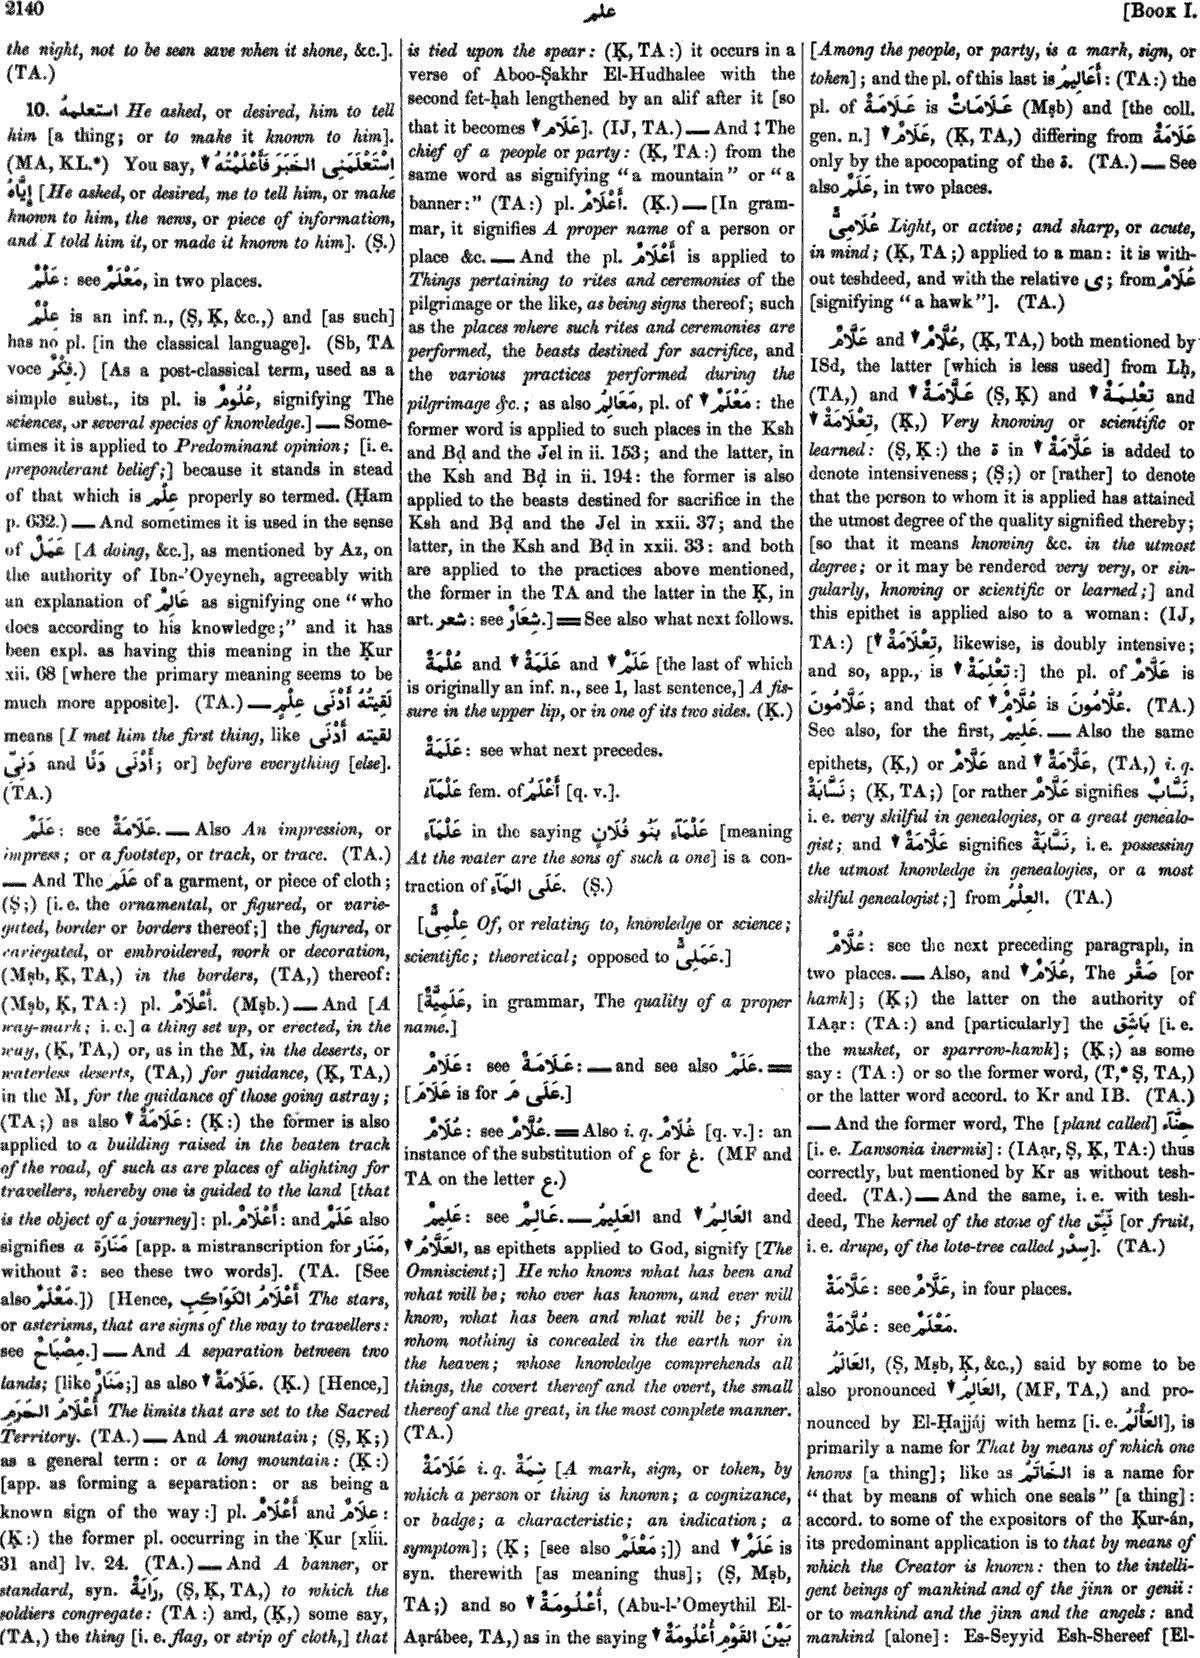 2140
علم
[BOOK I.
the night, not to be seen save when it shone, &c.].
(TA.)
10. استعلمهُ He asked, or desired, him to tell
him [a thing; or to make it known to him].
(MA, KL.*) You say, اِسْتَعْلَمَنِى الخَبَرَ فَأَعْلَمْتُهُ
إِيَّاهُ [He asked, or desired, me to tell him, or make
known to him, the news, or piece of information,
and I told him it, or made it known to him]. (Ṣ.)
عَلْمٌ: see مَعْلَمٌ, in two places.
عِلْمٌ is an inf. n., (Ṣ, Ḳ, &c.,) and [as such]
has no pl. [in the classical language]. (Sb, TA
voce فِكْرٌ.) [As a post-classical term, used as a
simple subst., its pl. is عُلُومٌ, signifying The
sciences, or several species of knowledge.] ― Some-
times it is applied to Predominant opinion; [i. e.
preponderant belief;] because it stands in stead
of that which is عِلْم properly so termed. (Ḥam
p. 632.) ― And sometimes it is used in the sense
of عَمَلٌ [A doing, &c.], as mentioned by Az, on
the authority of Ibn-'Oyeyneh, agreeably with
an explanation of عَالِمٌ as signifying one “who
does according to his knowledge;” and it has
been expl. as having this meaning in the Ḳur
xii. 68 [where the primary meaning seems to be
much more apposite]. (TA.) ― لَقِيتُهُ أَدْنَى عِلْمٍ
means [I met him the first thing, like لقيته أَدْنَى
دَنِىٍّ and أَدْنَى دَنًا; or] before everything [else].
(TA.)
عَلَمٌ: see عَلَامَةٌ. ― Also An impression, or
impress; or a footstep, or track, or trace. (TA.)
― And The عَلَم of a garment, or piece of cloth;
(Ṣ;) [i. e. the ornamental, or figured, or varie-
gated, border or borders thereof;] the figured, or
variegated, or embroidered, work or decoration,
(Mṣb, Ḳ, TA,) in the borders, (TA,) thereof:
(Mṣb, Ḳ, TA:) pl. أَعْلَامٌ. (Mṣb.) ― And [A
way-mark; i. e.] a thing set up, or erected, in the
way, (Ḳ, TA,) or, as in the M, in the deserts, or
waterless deserts, (TA,) for guidance, (Ḳ, TA,)
in the M, for the guidance of those going astray;
(TA;) as also عَلَامَةٌ: (Ḳ:) the former is also
applied to a building raised in the beaten track
of the road, of such as are places of alighting for
travellers, whereby one is guided to the land [that
is the object of a journey]: pl. أَعْلَامٌ: and عَلَمٌ also
signifies a مَنَارَة [app. a mistranscription for مَنَار,
without ة: see these two words]. (TA. [See
also مَعْلَمٌ.]) [Hence, أَعْلَامُ الكَوَاكِبِ The stars,
or asterisms, that are signs of the way to travellers:
see مِصْبَاحٌ.] ― And A separation between two
lands; [like مَنَارٌ;] as also عَلَامَةٌ. (Ḳ.) [Hence,]
أَعْلَامُ الحَرَمِ The limits that are set to the Sacred
Territory. (TA.) ― And A mountain; (Ṣ, Ḳ;)
as a general term: or a long mountain: (Ḳ:)
[app. as forming a separation: or as being a
known sign of the way:] pl. أَعْلَامٌ and عِلَامٌ:
(Ḳ:) the former pl. occurring in the Ḳur [xlii.
31 and] lv. 24. (TA.) ― And A banner, or
standard, syn. رَايَةٌ, (Ṣ, Ḳ, TA,) to which the
soldiers congregate: (TA:) and, (Ḳ,) some say,
(TA,) the thing [i. e. flag, or strip of cloth,] that
is tied upon the spear: (Ḳ, TA:) it occurs in a
verse of Aboo-Ṣakhr El-Hudhalee with the
second fet-ḥah lengthened by an alif after it [so
that it becomes عَلَام]. (IJ, TA.) ― And ‡ The
chief of a people or party: (Ḳ, TA:) from the
same word as signifying “a mountain” or “a
banner:” (TA:) pl. أَعْلَامٌ. (Ḳ.) ― [In gram-
mar, it signifies A proper name of a person or
place &c. ― And the pl. أَعْلَامٌ is applied to
Things pertaining to rites and ceremonies of the
pilgrimage or the like, as being signs thereof; such
as the places where such rites and ceremonies are
performed, the beasts destined for sacrifice, and
the various practices performed during the
pilgrimage &c.; as also مَعَالِمُ, pl. of مَعْلَمٌ: the
former word is applied to such places in the Ksh
and Bḍ and the Jel in ii. 153; and the latter, in
the Ksh and Bḍ in ii. 194: the former is also
applied to the beasts destined for sacrifice in the
Ksh and Bḍ and the Jel in xxii. 37; and the
latter, in the Ksh and Bḍ in xxii. 33: and both
are applied to the practices above mentioned,
the former in the TA and the latter in the Ḳ, in
art. شعر: see شِعَارٌ.] ═ See also what next follows.
عُلْمَةٌ and عَلَمَةٌ and عَلَمٌ [the last of which
is originally an inf. n., see 1, last sentence,] A fis-
sure in the upper lip, or in one of its two sides. (Ḳ.)
عَلَمَةٌ: see what next precedes.
عَلْمَآءُ fem. of أَعْلَمُ [q. v.].
عَلْمَآءِ in the saying عَلْمَآءِ بَنُو فُلَانٍ [meaning
At the water are the sons of such a one] is a con-
traction of عَلَى المَآءِ. (Ṣ.)
[عِلْمِىٌّ Of, or relating to, knowledge or science;
scientific; theoretical; opposed to عَمَلِىٌّ.]
[عَلَمِيَّةٌ, in grammar, The quality of a proper
name.]
عَلَامٌ: see عَلَامَةٌ: ― and see also عَلَمٌ. ═
[عَلَامَ is for عَلَى مَ.]
عُلَامٌ: see عُلَّامٌ. ═ Also i. q. غُلَامٌ [q. v.]: an
instance of the substitution of ع for غ. (MF and
TA on the letter ع.)
عَلِيمٌ: see عَالِمٌ. ― العَلِيمُ and العَالِمُ and
العَلَّامُ, as epithets applied to God, signify [The
Omniscient;] He who knows what has been and
what will be; who ever has known, and ever will
know, what has been and what will be; from
whom nothing is concealed in the earth nor in
the heaven; whose knowledge comprehends all
things, the covert thereof and the overt, the small
thereof and the great, in the most complete manner.
(TA.)
عَلَامَةٌ i. q. سِمَةٌ [A mark, sign, or token, by
which a person or thing is known; a cognizance,
or badge; a characteristic; an indication; a
symptom]; (Ḳ; [see also مَعْلَمٌ;]) and عَلَمٌ is
syn. therewith [as meaning thus]; (Ṣ, Mṣb,
TA;) and so أُعْلُومَةٌ, (Abu-l-'Omeythil El-
Aạrábee, TA,) as in the saying بَيْنَ القَوْمِ أُعْلُومَةٌ
[Among the people, or party, is a mark, sign, or
token]; and the pl. of this last is أَعَالِيمُ: (TA:) the
pl. of عَلَامَةٌ is عَلَامَاتٌ (Mṣb) and [the coll.
gen. n.] عَلَامٌ, (Ḳ, TA,) differing from عَلَامَةٌ
only by the apocopating of the ة. (TA.) ― See
also عَلَمٌ, in two places.
عُلَامِىٌّ Light, or active; and sharp, or acute,
in mind; (Ḳ, TA;) applied to a man: it is with-
out teshdeed, and with the relative ى; from عُلَامٌ
[signifying “a hawk”]. (TA.)
عَلَّامٌ and عُلَّامٌ, (Ḳ, TA,) both mentioned by
ISd, the latter [which is less used] from Lḥ,
(TA,) and عَلَّامَةٌ (Ṣ, Ḳ) and تِعْلِمَةٌ and
تِعْلَامَةٌ, (Ḳ,) Very knowing or scientific or
learned: (Ṣ, Ḳ:) the ة in عَلَّامَةٌ is added to
denote intensiveness; (Ṣ;) or [rather] to denote
that the person to whom it is applied has attained
the utmost degree of the quality signified thereby;
[so that it means knowing &c. in the utmost
degree; or it may be rendered very very, or sin-
gularly, knowing or scientific or learned;] and
this epithet is applied also to a woman: (IJ,
TA:) [تِعْلَامَةٌ, likewise, is doubly intensive;
and so, app., is تِعْلِمَةٌ:] the pl. of عَلَّامٌ is
عَلَّامُونَ; and that of عُلَّامٌ is عُلَّامُونَ. (TA.)
See also, for the first, عَلِيمٌ. ― Also the same
epithets, (Ḳ,) or عَلَّامٌ and عَلَّامَةٌ, (TA,) i. q.
نَسَّابَةٌ; (Ḳ, TA;) [or rather عَلَّامٌ signifies نَسَّابٌ,
i. e. very skilful in genealogies, or a great genealo-
gist; and عَلَّامَةٌ signifies نَسَّابَةٌ, i. e. possessing
the utmost knowledge in genealogies, or a most
skilful genealogist;] from العِلْمُ. (TA.)
عُلَّامٌ: see the next preceding paragraph, in
two places. ― Also, and عُلَامٌ, The صَقْر [or
hawk]; (Ḳ;) the latter on the authority of
IAạr: (TA:) and [particularly] the بَاشَق [i. e.
the musket, or sparrow-hawk]; (Ḳ;) as some
say: (TA:) or so the former word, (T,* Ṣ, TA,)
or the latter word accord. to Kr and IB. (TA.)
― And the former word, The [plant called] حِنَّآء
[i. e. Lawsonia inermis]: (IAạr, Ṣ, Ḳ, TA:) thus
correctly, but mentioned by Kr as without tesh-
deed. (TA.) ― And the same, i. e. with tesh-
deed, The kernel of the stone of the نَبِق [or fruit,
i. e. drupe, of the lote-tree called سِدْر]. (TA.)
عَلَّامَةٌ: see عَلَّامٌ, in four places.
عُلَّامَةٌ: see مَعْلَمٌ.
العَالَمُ, (Ṣ, Mṣb, Ḳ, &c.,) said by some to be
also pronounced العَالِمُ, (MF, TA,) and pro-
nounced by El-Ḥajjáj with hemz [i. e. العَأْلَمُ], is
primarily a name for That by means of which one
knows [a thing]; like as الخَاتَمُ is a name for
“that by means of which one seals” [a thing]:
accord. to some of the expositors of the Ḳur-án,
its predominant application is to that by means of
which the Creator is known: then to the intelli-
gent beings of mankind and of the jinn or genii:
or to mankind and the jinn and the angels: and
mankind [alone]: Es-Seyyid Esh-Shereef [El-